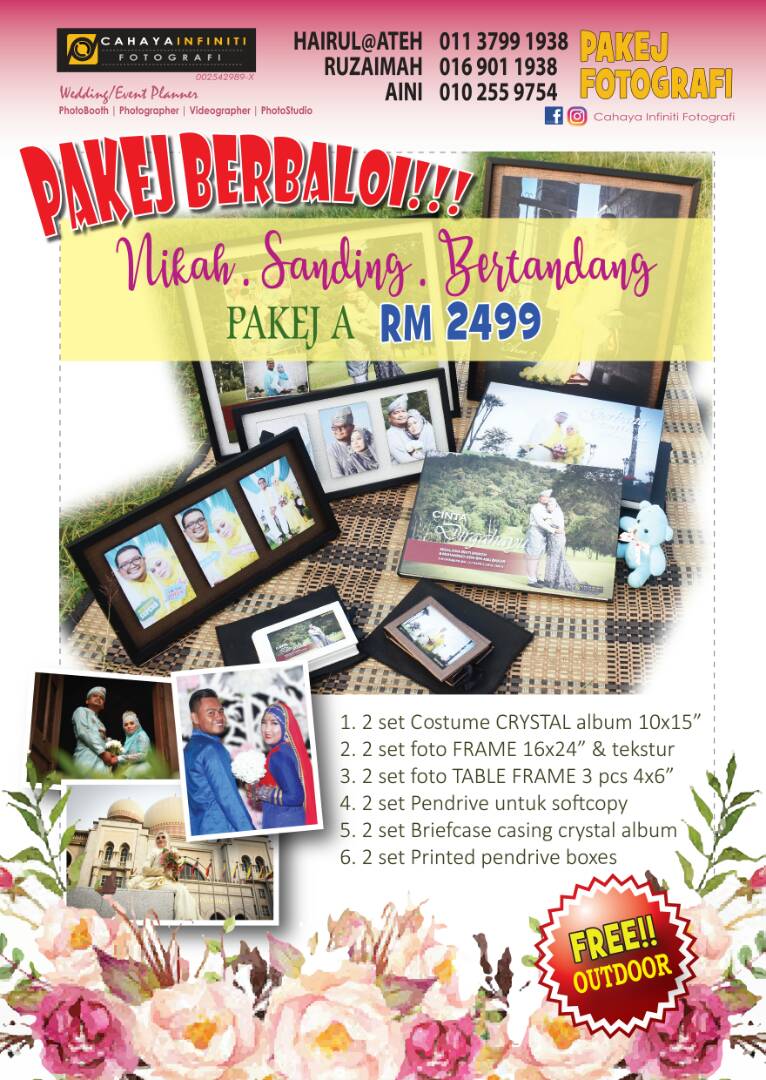 CAHAYAINFINITI
FOTOGRAFI
002542989-X
Wedding/Event Planner
PhotoBooth | Photographer | Videographer | PhotoStudio
HAIRUL@ATEH 011 3799 1938
RUZAIMAH 016 901 1938
AINI 010 255 9754
PAKEJ
FOTOGRAFI
Cahaya Infiniti Fotografi
PAKEJ BERBALOI!!!
Nikah . Sanding . Bertandang
PAKEJ A RM 2499
CINTA
CINTA
1. 2 set Costume CRYSTAL album 10x15”
2. 2 set foto FRAME 16x24” & tekstur
3. 2 set foto TABLE FRAME 3 pcs 4x6”
4. 2 set Pendrive untuk softcopy
5. 2 set Briefcase casing crystal album
6. 2 set Printed pendrive boxes
FREE!!
OUTDOOR